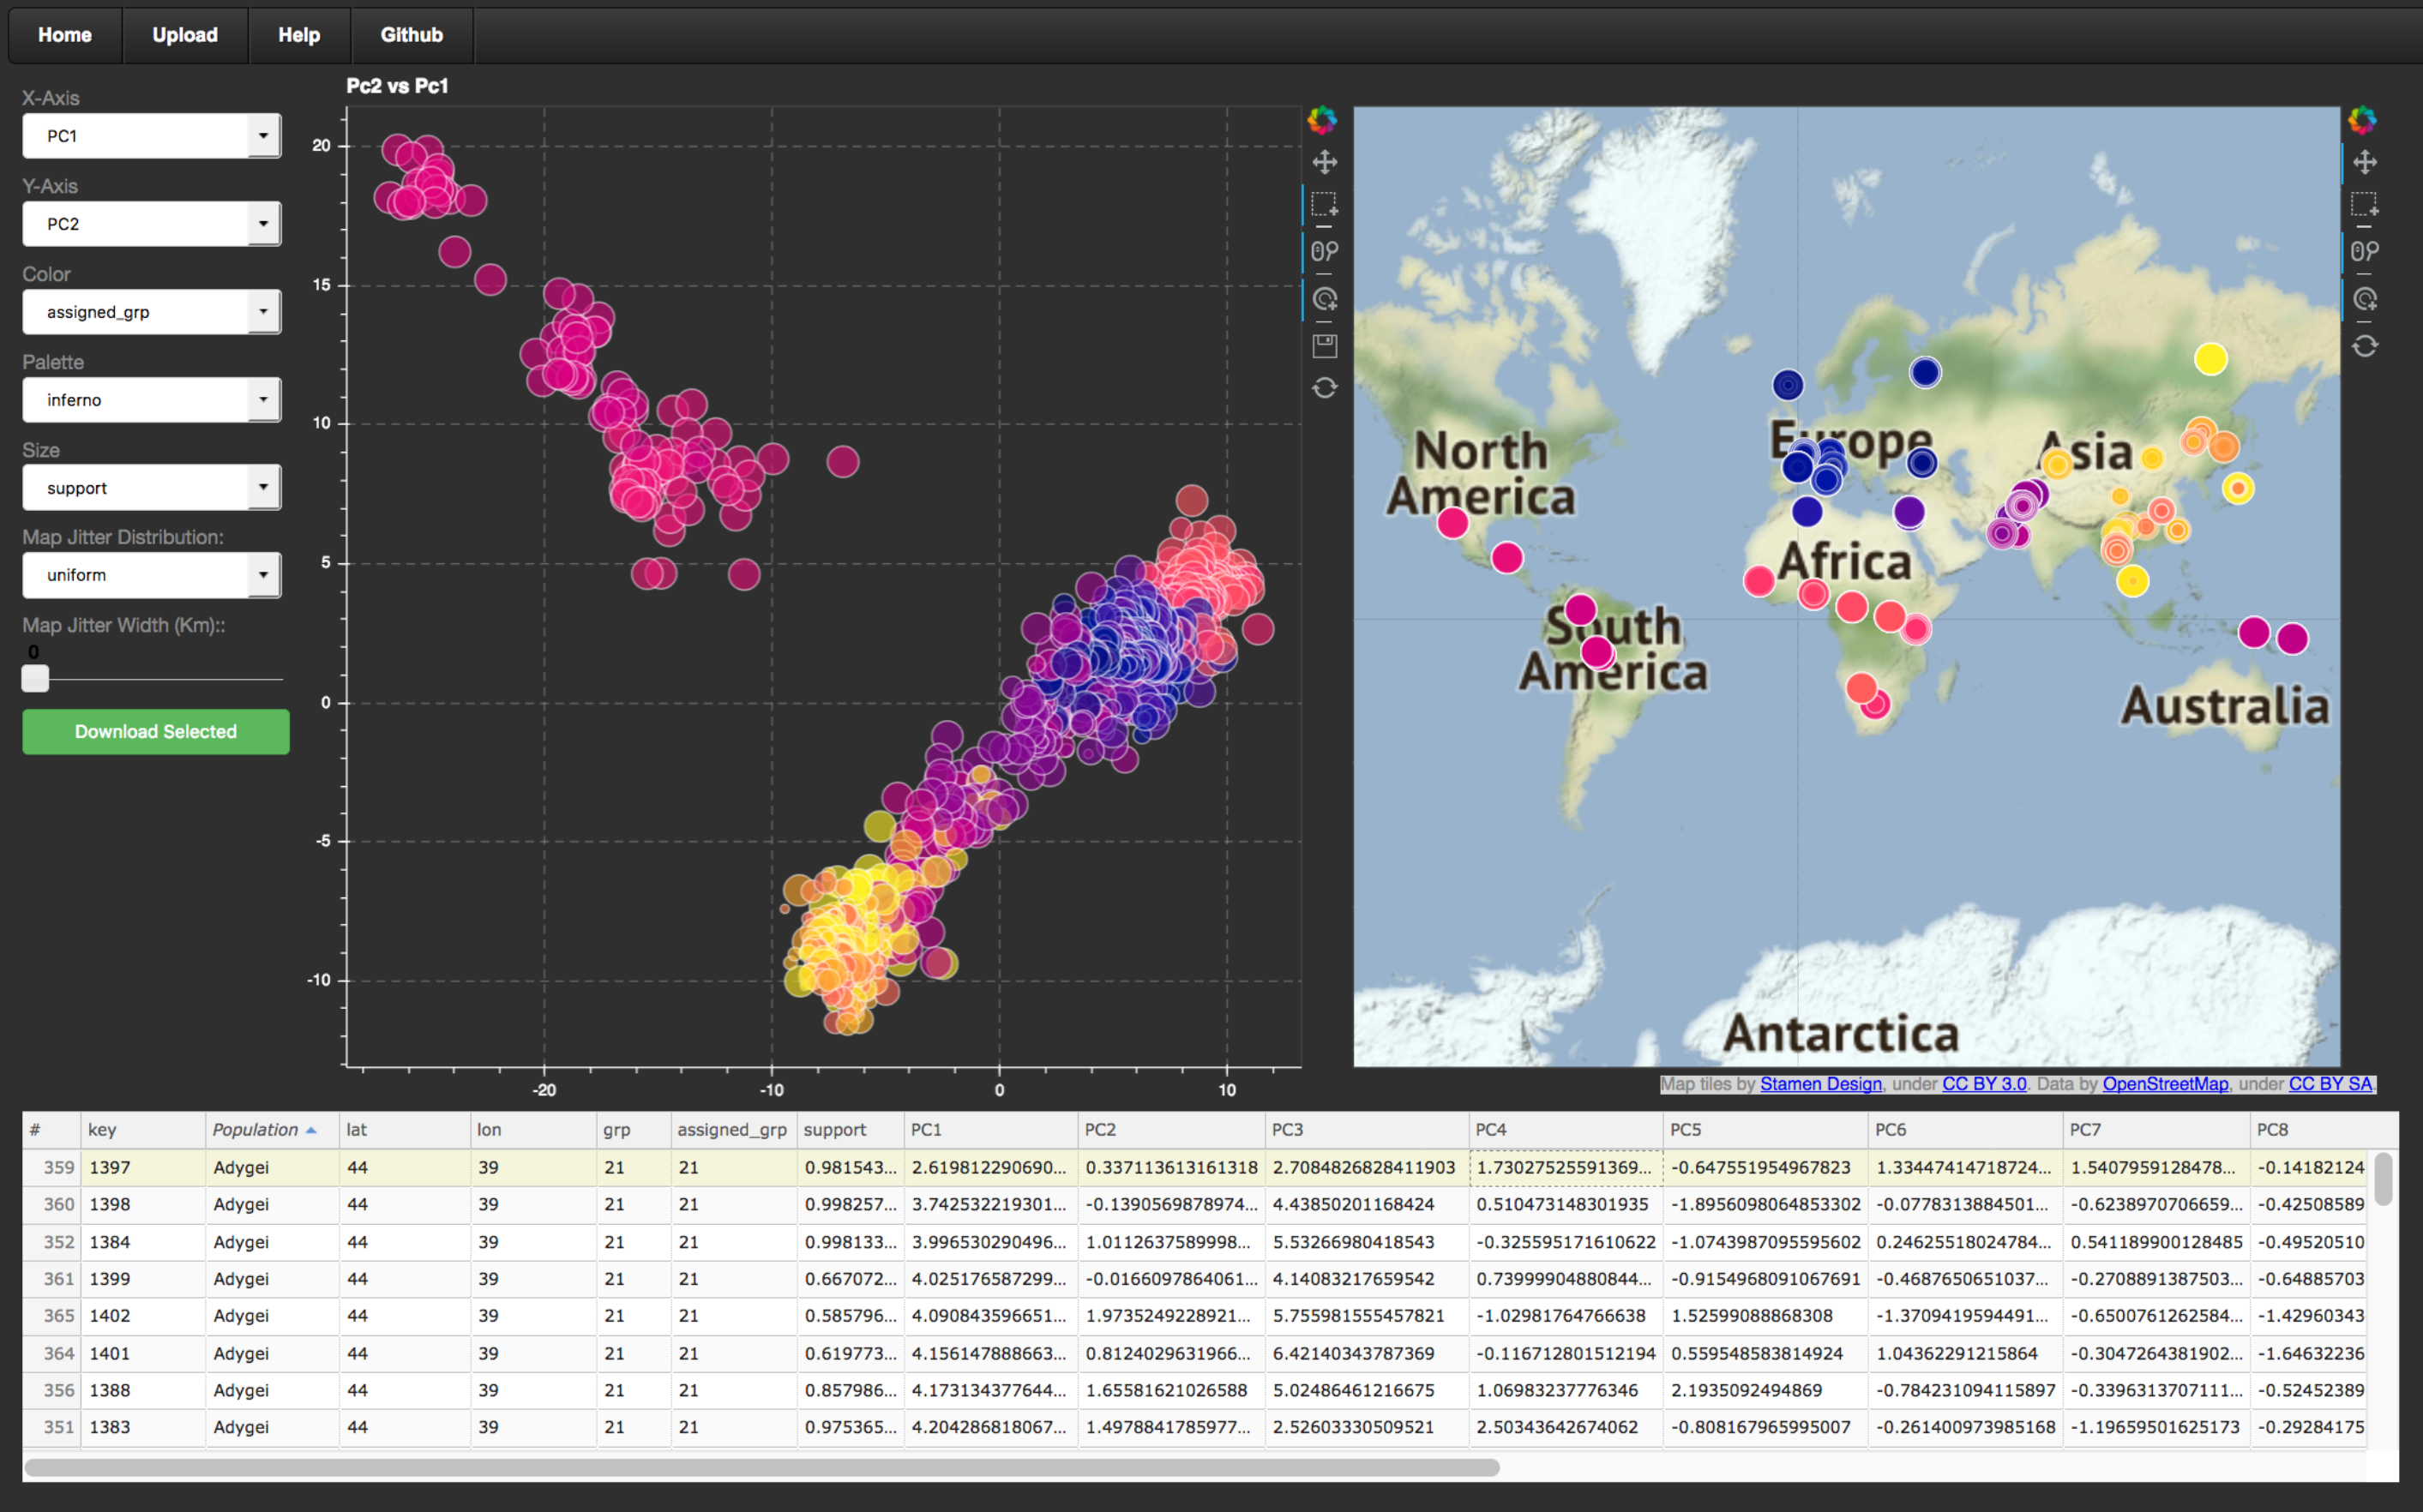 Home Upload Help Github
X-Axis
PC1
Y-Axis
PC2
Color
assigned_grp
Palette
inferno
Size
support
Map Jitter Distribution:
uniform
Map Jitter Width (Km)::
0
Download Selected
Pc2 vs Pc1
20
15
10
5
0
-5
-10
-20 -10 0 10
North
America
Europe
Asia
Africa
South
America
Australia
Antarctica
Map tiles by Stamen Design, under CC BY 3.0. Data by OpenStreetMap, under CC BY SA.
# key Population lat lon grp assigned_grp support PC1 PC2 PC3 PC4 PC5 PC6 PC7 PC8
359 1397 Adygei 44 39 21 21 0.981543... 2.619812290690... 0.337113613161318 2.7084826828411903 1.73027525591369... -0.647551954967823 1.33447414718724... 1.5407959128478... -0.14182124
360 1398 Adygei 44 39 21 21 0.998257... 3.742532219301... -0.1390569878974... 4.43850201168424 0.510473148301935 -1.8956098064853302 -0.0778313884501... -0.6238970706659... -0.42508589
352 1384 Adygei 44 39 21 21 0.998133... 3.996530290496... 1.0112637589998... 5.53266980418543 -0.325595171610622 -1.0743987095595602 0.24625518024784... 0.541189900128485 -0.49520510
361 1399 Adygei 44 39 21 21 0.667072... 4.025176587299... -0.0166097864061... 4.14083217659542 0.73999904880844... -0.9154968091067691 -0.4687650651037... -0.2708891387503... -0.64885703
365 1402 Adygei 44 39 21 21 0.585796... 4.090843596651... 1.9735249228921... 5.755981555457821 -1.02981764766638 1.52599088868308 -1.3709419594491... -0.6500761262584... -1.42960343
364 1401 Adygei 44 39 21 21 0.619773... 4.156147888663... 0.8124029631966... 6.42140343787369 -0.116712801512194 0.559548583814924 1.04362291215864 -0.3047264381902... -1.64632236
356 1388 Adygei 44 39 21 21 0.857986... 4.173134377644... 1.65581621026588 5.02486461216675 1.06983237776346 2.1935092494869 -0.784231094115897 -0.3396313707111... -0.52452389
351 1383 Adygei 44 39 21 21 0.975365... 4.204286818067... 1.4978841785977... 2.52603330509521 2.50343642674062 -0.808167965995007 -0.261400973985168 -1.19659501625173 -0.29284175